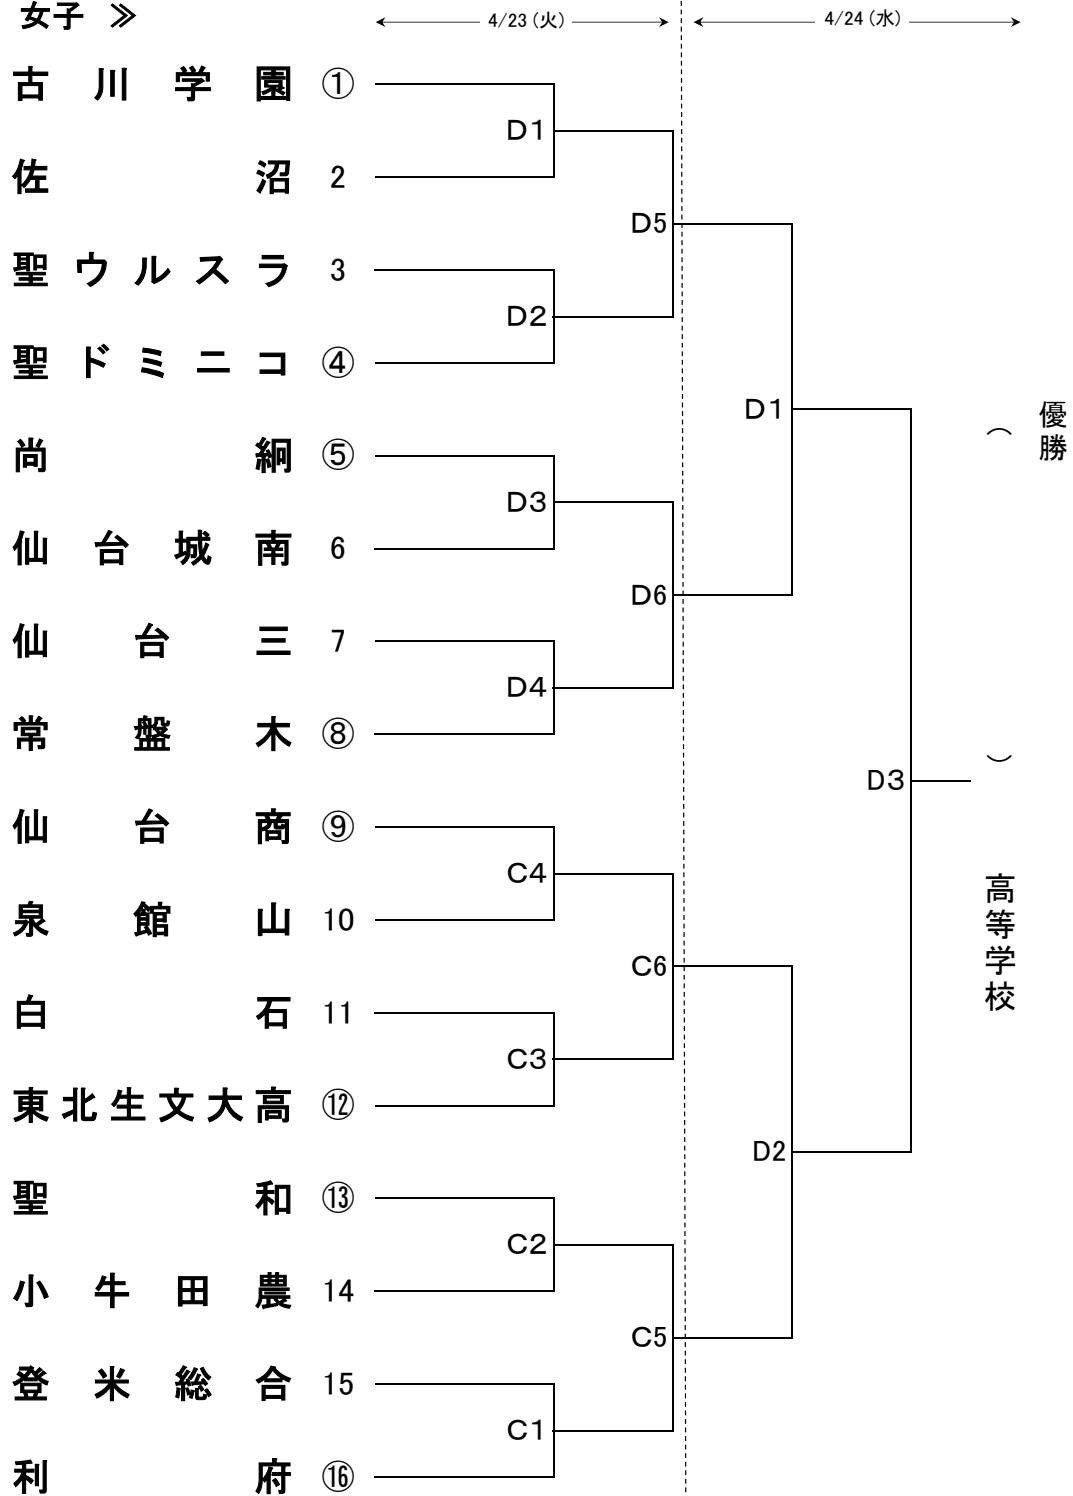 女子 ≫
4/23（火） 4/24（水）
古川学園 ①
D1
佐沼 2
D5
聖ウルスラ 3
D2
聖ドミニコ ④
D1
優勝
（
尚絅 ⑤
D3
仙台城南 6
D6
仙台三 7
D4
常盤木 ⑧
）
D3
仙台商 ⑨
C4
高等学校
泉館山 10
C6
白石 11
C3
東北生文大高 ⑫
D2
聖和 ⑬
C2
小牛田農 14
C5
登米総合 15
C1
利府 ⑯